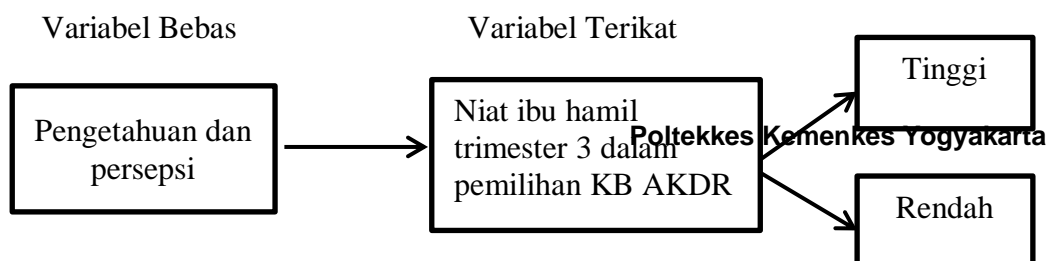 Variabel Bebas
Variabel Terikat
Pengetahuan dan
persepsi
Niat ibu hamil
trimester 3 dalam
pemilihan KB AKDR
Tinggi
Poltekkes Kemenkes Yogyakarta
Rendah